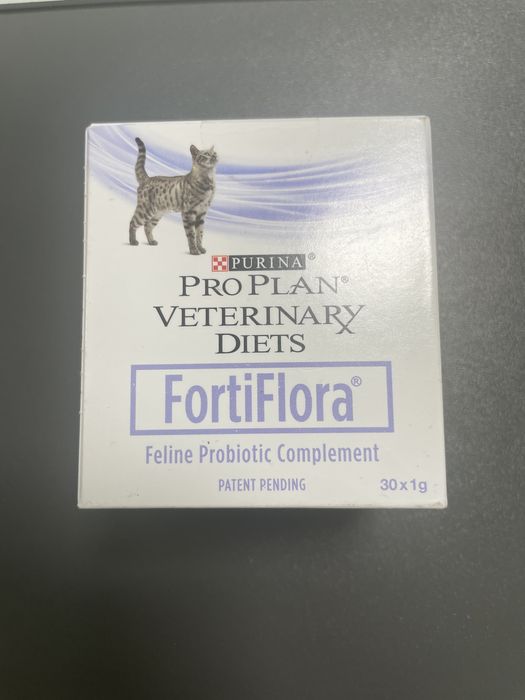 PURINA®
PRO PLAN®
VETERINARY
DIETS
FortiFlora®
Feline Probiotic Complement
PATENT PENDING
30x1g